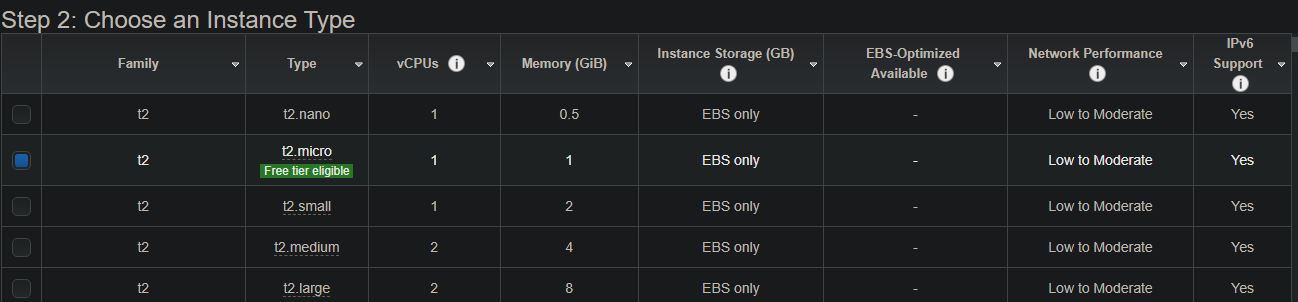 Step 2: Choose an Instance Type
Family Type vCPUs Memory (GiB) Instance Storage (GB) EBS-Optimized Available Network Performance IPv6 Support
t2 t2.nano 1 0.5 EBS only - Low to Moderate Yes
t2 t2.micro Free tier eligible 1 1 EBS only - Low to Moderate Yes
t2 t2.small 1 2 EBS only - Low to Moderate Yes
t2 t2.medium 2 4 EBS only - Low to Moderate Yes
t2 t2.large 2 8 EBS only - Low to Moderate Yes